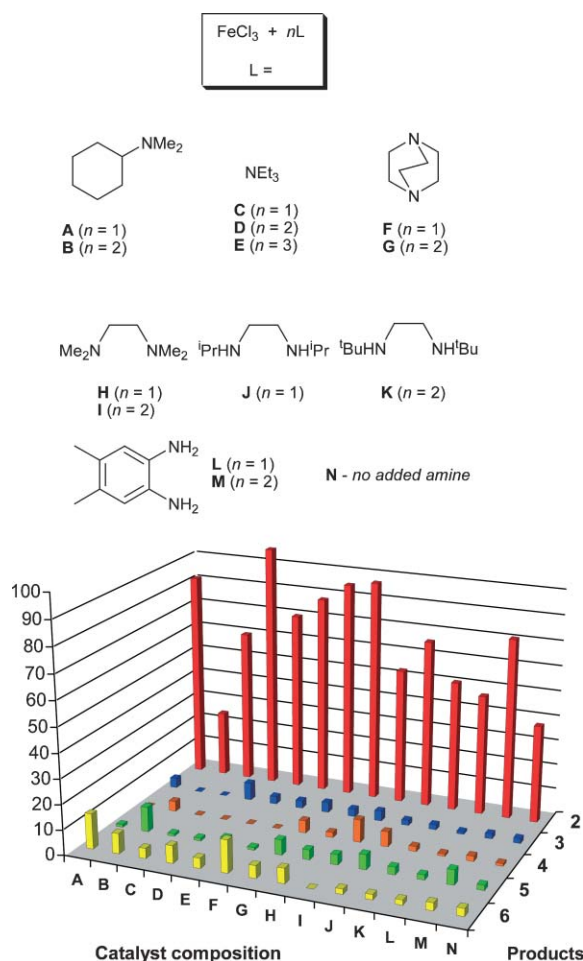 FeCl₃ + nL
L =
NMe₂
NEt₃
N
N
A (n = 1)
B (n = 2)
C (n = 1)
D (n = 2)
E (n = 3)
F (n = 1)
G (n = 2)
Me₂N NMe₂
ⁱPrHN NHⁱPr
ᵗBuHN NHᵗBu
H (n = 1)
I (n = 2)
J (n = 1)
K (n = 2)
NH₂
NH₂
L (n = 1)
M (n = 2)
N - no added amine
100
90
80
70
60
50
40
30
20
10
0
A B C D E F G H I J K L M N
2
3
4
5
6
Catalyst composition
Products